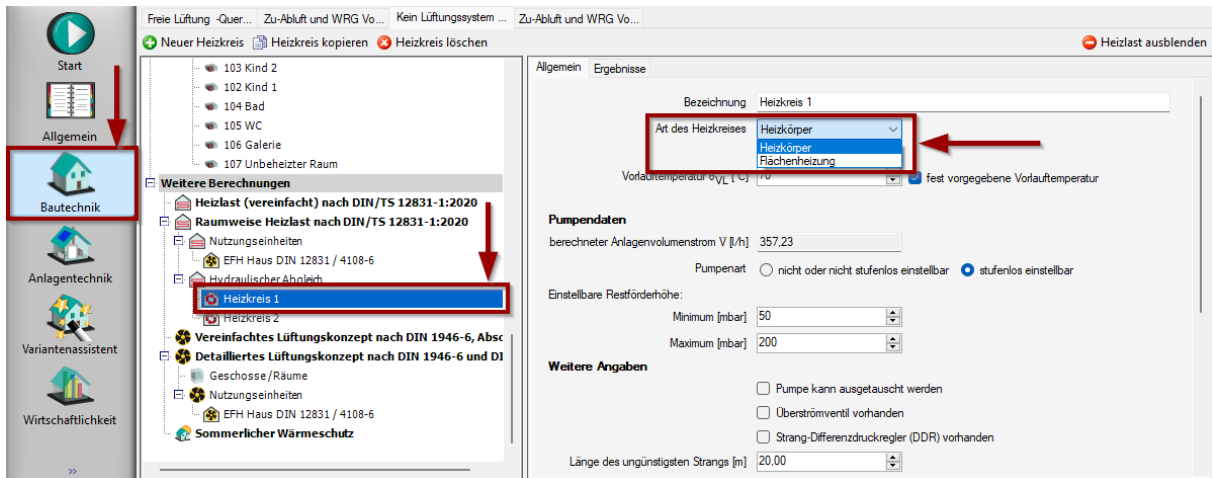 Freie Lüftung -Quer... Zu-Abluft und WRG Vo... Kein Lüftungssystem ... Zu-Abluft und WRG Vo...
Neuer Heizkreis Heizkreis kopieren Heizkreis löschen Heizlast ausblenden
Start
Allgemein
Bautechnik
Anlagentechnik
Variantenassistent
Wirtschaftlichkeit
»
103 Kind 2
102 Kind 1
104 Bad
105 WC
106 Galerie
107 Unbeheizter Raum
Weitere Berechnungen
Heizlast (vereinfacht) nach DIN/TS 12831-1:2020
Raumweise Heizlast nach DIN/TS 12831-1:2020
Nutzungseinheiten
EFH Haus DIN 12831 / 4108-6
Hydraulischer Abgleich
Heizkreis 1
Heizkreis 2
Vereinfachtes Lüftungskonzept nach DIN 1946-6, Absc
Detailliertes Lüftungskonzept nach DIN 1946-6 und DI
Geschosse/Räume
Nutzungseinheiten
EFH Haus DIN 12831 / 4108-6
Sommerlicher Wärmeschutz
Allgemein Ergebnisse
Bezeichnung Heizkreis 1
Art des Heizkreises Heizkörper
Heizkörper
Flächenheizung
Vorlauftemperatur θVL [°C] 70 fest vorgegebene Vorlauftemperatur
Pumpendaten
berechneter Anlagenvolumenstrom V [l/h] 357,23
Pumpenart nicht oder nicht stufenlos einstellbar stufenlos einstellbar
Einstellbare Restförderhöhe:
Minimum [mbar] 50
Maximum [mbar] 200
Weitere Angaben
Pumpe kann ausgetauscht werden
Überströmventil vorhanden
Strang-Differenzdruckregler (DDR) vorhanden
Länge des ungünstigsten Strangs [m] 20,00